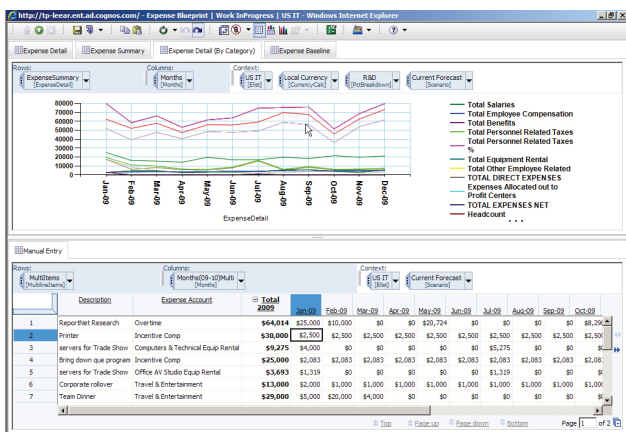 http://tp-leear.ent.ad.cognos.com/ - Expense Blueprint | Work InProgress | US IT - Windows Internet Explorer
Expense Detail Expense Summary Expense Detail (By Category) Expense Baseline
Rows: Columns: Context:
ExpenseSummary Months US IT Local Currency R&D Current Forecast
[ExpenseDetail] [Months] [Elist] [CurrencyCalc] [PctBreakdown] [Scenario]
80000
70000
60000
50000
40000
30000
20000
10000
0
Jan-09 Feb-09 Mar-09 Apr-09 May-09 Jun-09 Jul-09 Aug-09 Sep-09 Oct-09 Nov-09 Dec-09
ExpenseDetail
Total Salaries
Total Employee Compensation
Total Benefits
Total Personnel Related Taxes
Total Personnel Related Taxes
%
Total Equipment Rental
Total Other Employee Related
TOTAL DIRECT EXPENSES
Expenses Allocated out to
Profit Centers
TOTAL EXPENSES NET
Headcount
...
Manual Entry
Rows: Columns: Context:
MultiItems Months(09-10)Multi US IT Current Forecast
[MultilineItems] [Months] [Elist] [Scenario]
Description Expense Account Total 2009 Jan-09 Feb-09 Mar-09 Apr-09 May-09 Jun-09 Jul-09 Aug-09 Sep-09 Oct-09
1 ReportNet Research Overtime $64,014 $25,000 $10,000 $0 $0 $20,724 $0 $0 $0 $0 $8,290
2 Printer Incentive Comp $30,000 $2,500 $2,500 $2,500 $2,500 $2,500 $2,500 $2,500 $2,500 $2,500 $2,500
3 servers for Trade Show Computers & Technical Equip Rental $9,275 $4,000 $0 $0 $0 $0 $0 $5,275 $0 $0 $0
4 Bring down que program Incentive Comp $25,000 $2,083 $2,083 $2,083 $2,083 $2,083 $2,083 $2,083 $2,083 $2,083 $2,083
5 servers for Trade Show Office AV Studio Equip Rental $3,693 $1,319 $0 $0 $0 $0 $0 $1,319 $0 $0 $0
6 Corporate rollover Travel & Entertainment $13,000 $2,000 $1,000 $1,000 $1,000 $1,000 $1,000 $1,000 $1,000 $1,000 $1,000
7 Team Dinner Travel & Entertainment $29,000 $5,000 $20,000 $4,000 $0 $0 $0 $0 $0 $0 $0
Top Page up Page down Bottom Page 1 of 2